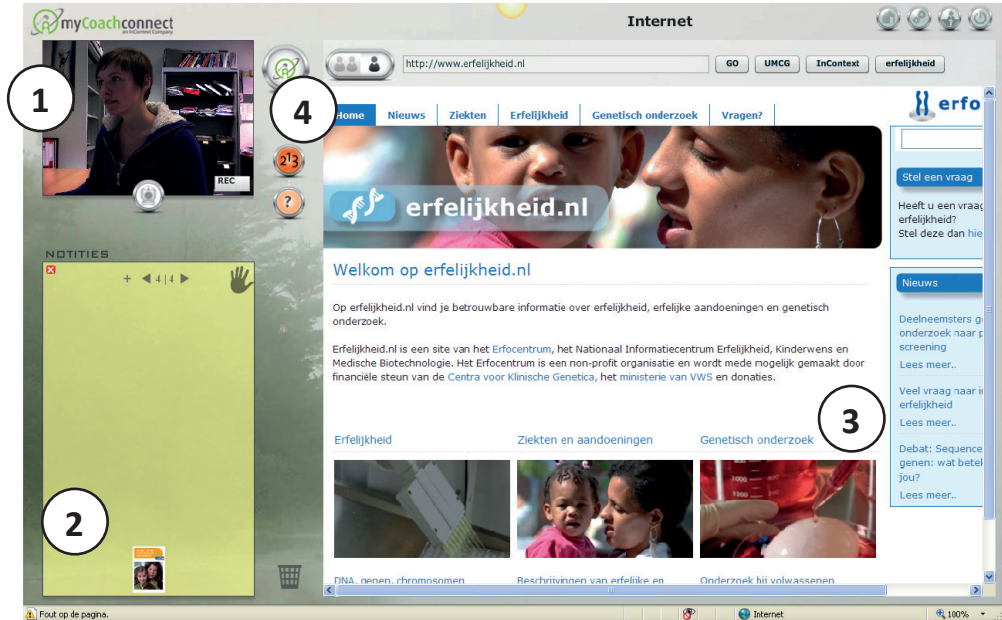 myCoachconnect
an InContext Company
Internet
1
REC
4
2¹3
?
http://www.erfelijkheid.nl
GO
UMCG
InContext
erfelijkheid
Home
Nieuws
Ziekten
Erfelijkheid
Genetisch onderzoek
Vragen?
erfo
erfelijkheid.nl
Stel een vraag
Heeft u een vraag
erfelijkheid?
Stel deze dan hie
NOTITIES
+ ◀ 4|4 ▶
Welkom op erfelijkheid.nl
Op erfelijkheid.nl vind je betrouwbare informatie over erfelijkheid, erfelijke aandoeningen en genetisch
onderzoek.
Erfelijkheid.nl is een site van het Erfocentrum, het Nationaal Informatiecentrum Erfelijkheid, Kinderwens en
Medische Biotechnologie. Het Erfocentrum is een non-profit organisatie en wordt mede mogelijk gemaakt door
financiële steun van de Centra voor Klinische Genetica, het ministerie van VWS en donaties.
Nieuws
Deelneemsters g
onderzoek naar p
screening
Lees meer..
Veel vraag naar i
erfelijkheid
Lees meer..
Debat: Sequence
genen: wat betek
jou?
Lees meer..
3
Erfelijkheid
Ziekten en aandoeningen
Genetisch onderzoek
2
DNA, genen, chromosomen
Beschrijvingen van erfelijke en
Onderzoek bij volwassenen
Fout op de pagina.
Internet
100%